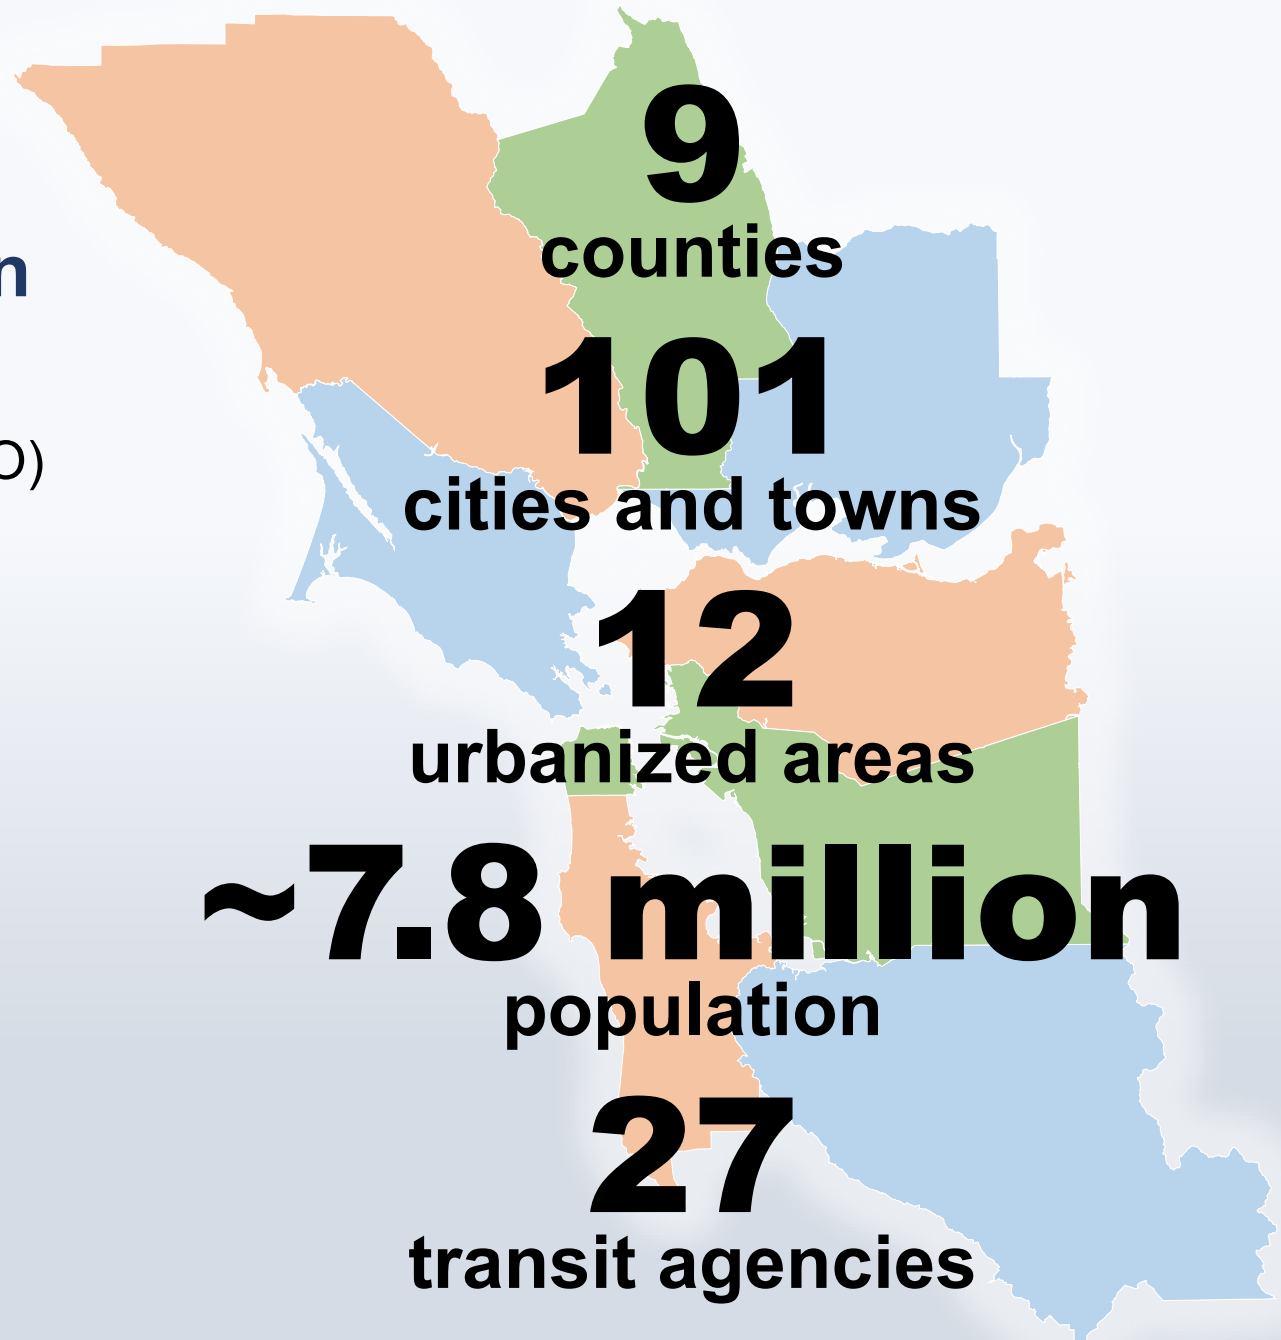 9
counties
n
101
O)
cities and towns
12
urbanized areas
~7.8 million
population
27
transit agencies